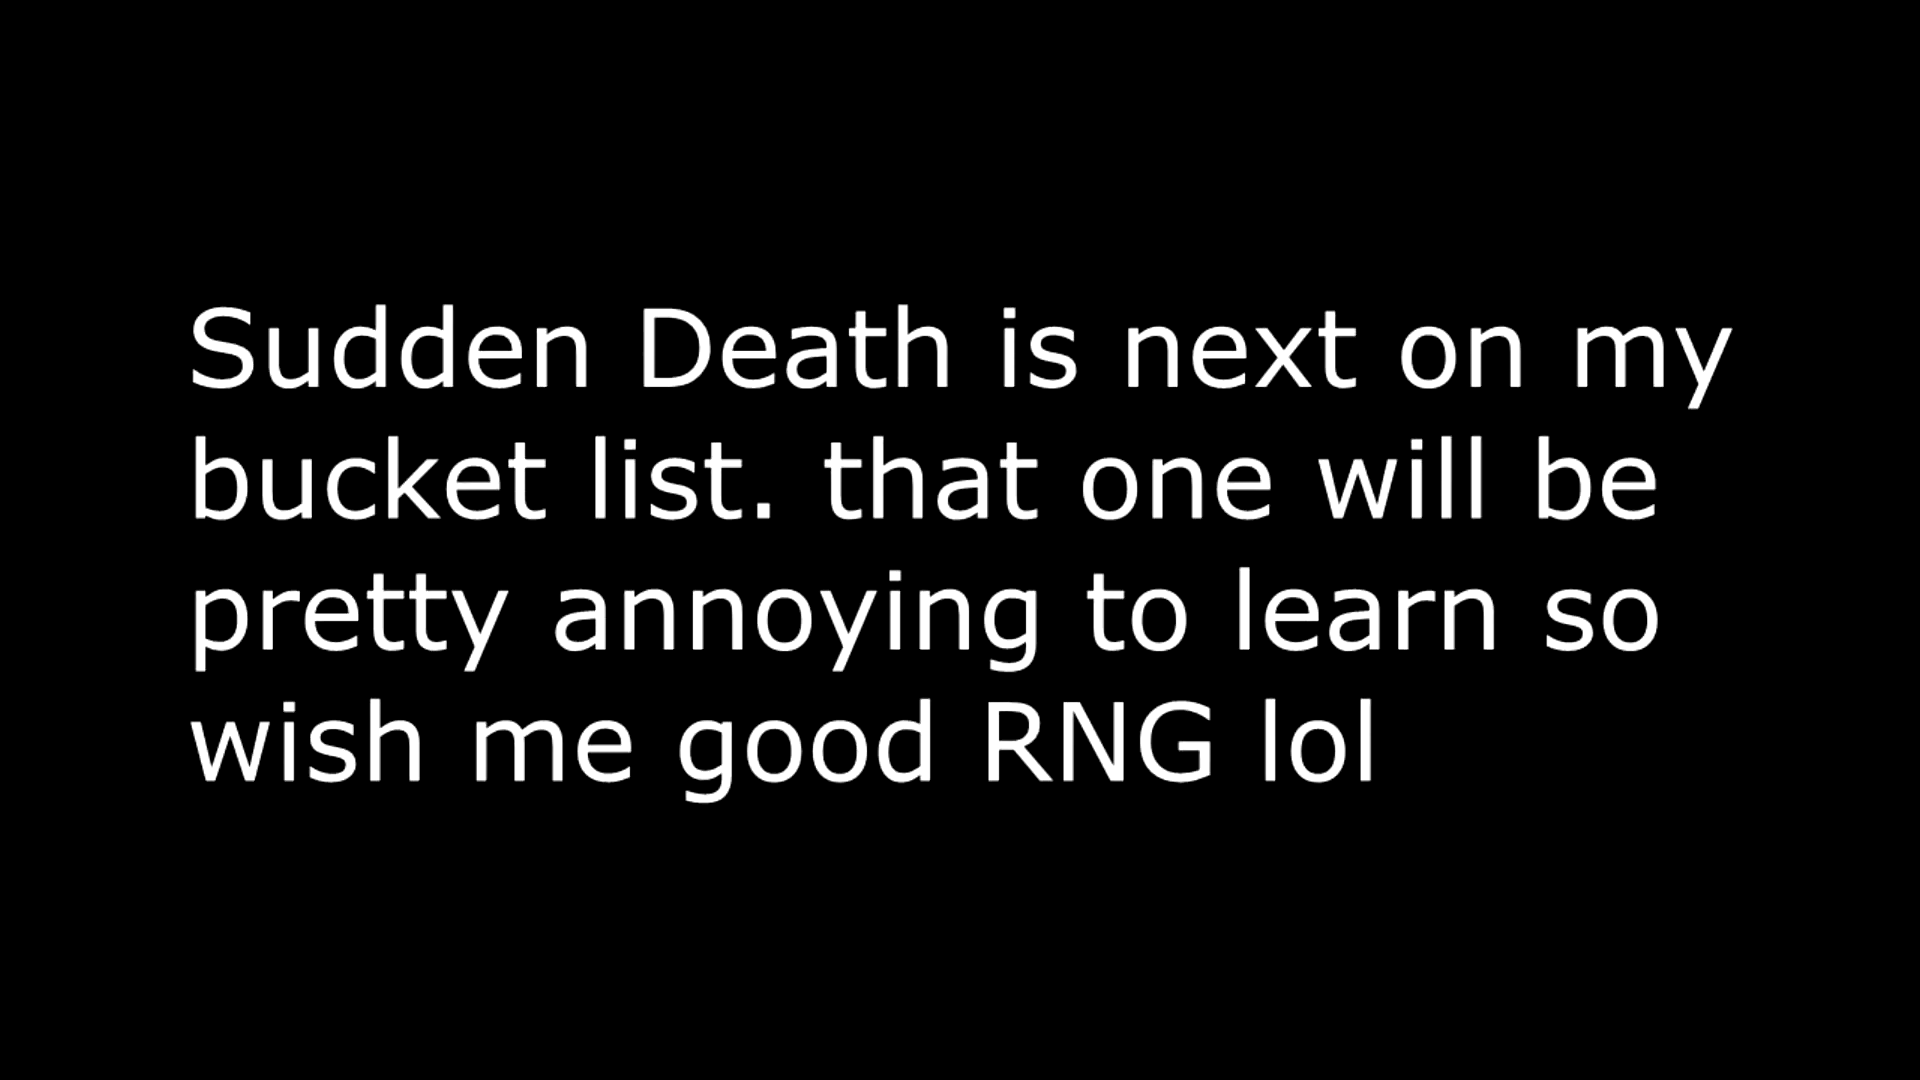 Sudden Death is next on my
bucket list. that one will be
pretty annoying to learn so
wish me good RNG lol